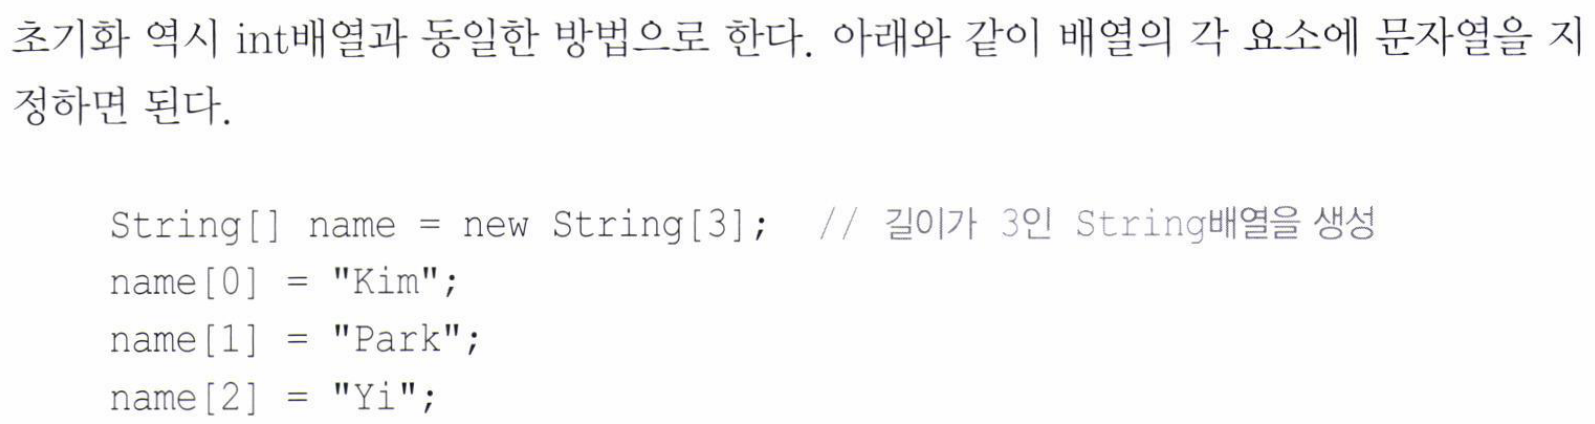 초기화 역시 int배열과 동일한 방법으로 한다. 아래와 같이 배열의 각 요소에 문자열을 지
정하면 된다.
String[] name = new String[3];  // 길이가 3인 String배열을 생성
name[0] = "Kim";
name[1] = "Park";
name[2] = "Yi";